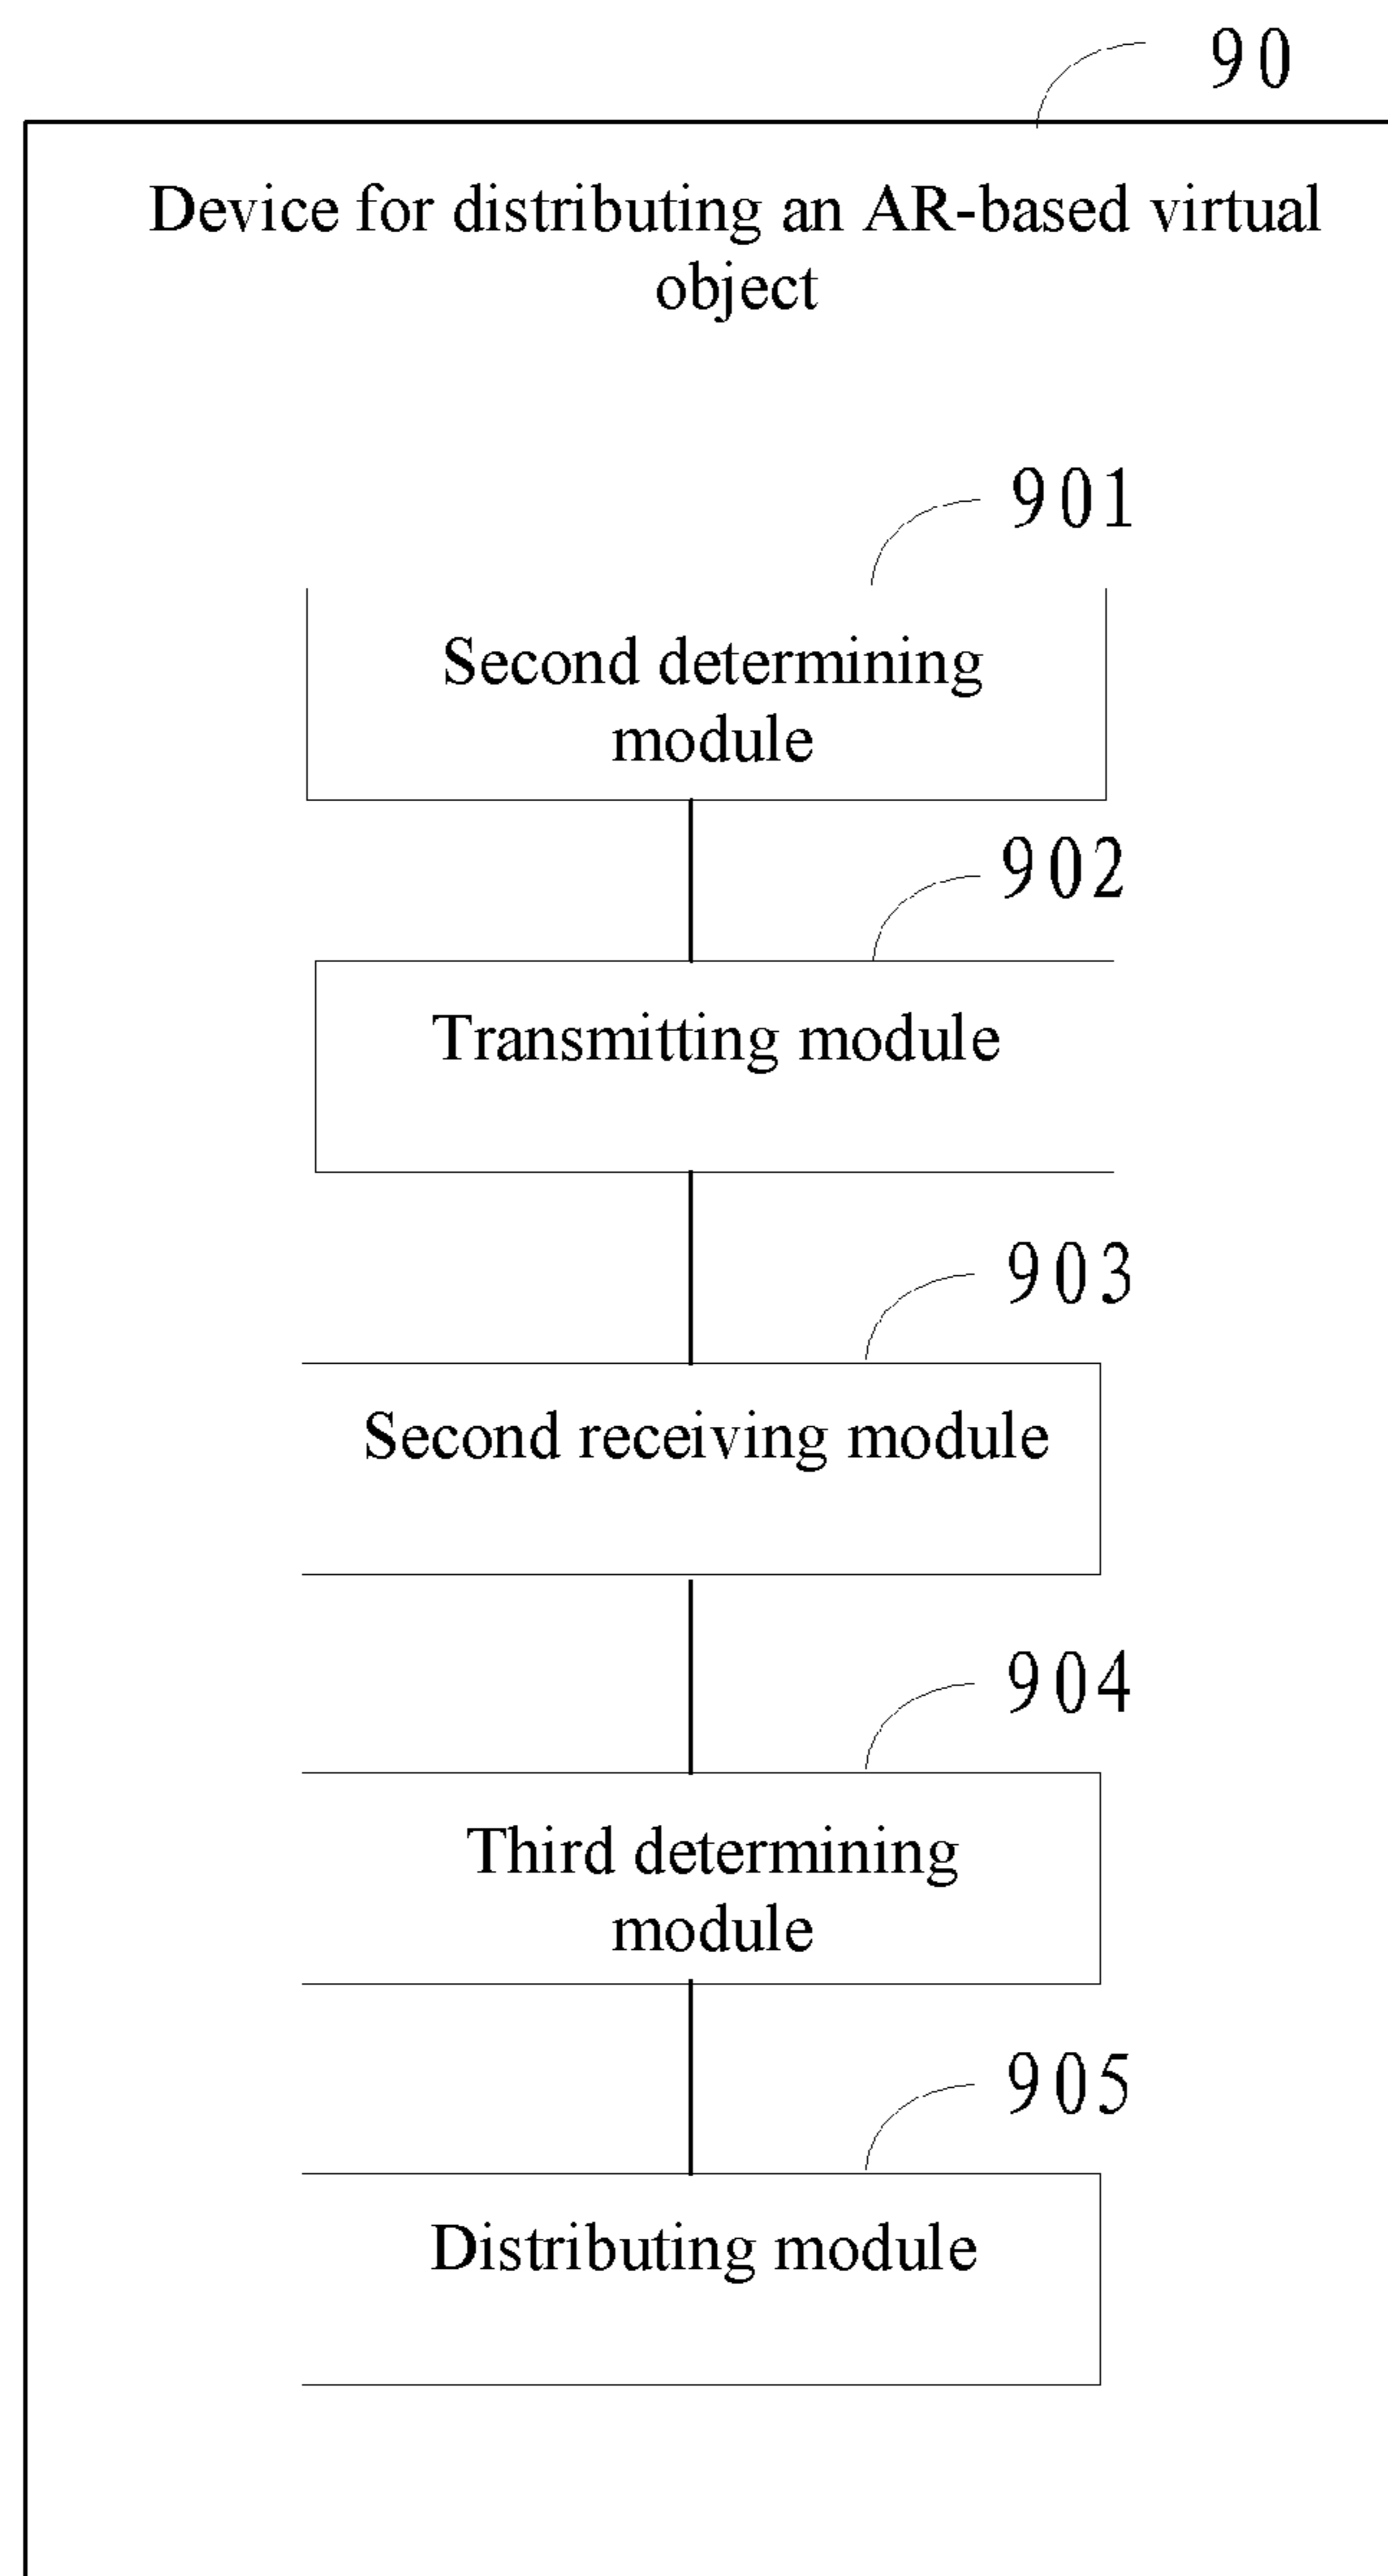 90
Device for distributing an AR-based virtual
object
901
Second determining
module
902
Transmitting module
903
Second receiving module
904
Third determining
module
905
Distributing module